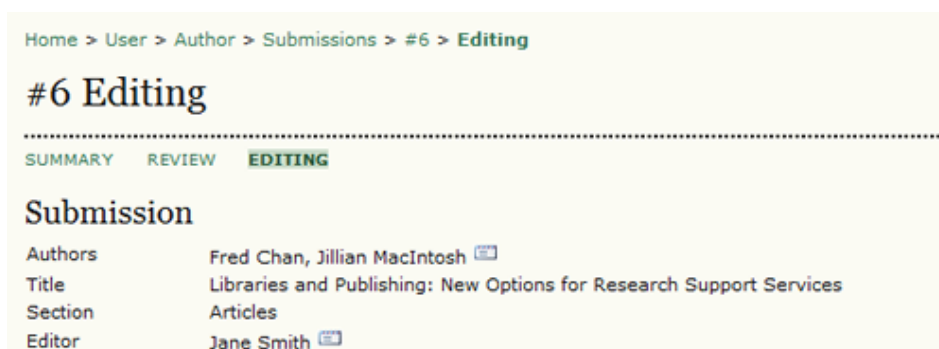 Home > User > Author > Submissions > #6 > Editing
#6 Editing
SUMMARY REVIEW EDITING
Submission
Authors Fred Chan, Jillian MacIntosh
Title Libraries and Publishing: New Options for Research Support Services
Section Articles
Editor Jane Smith